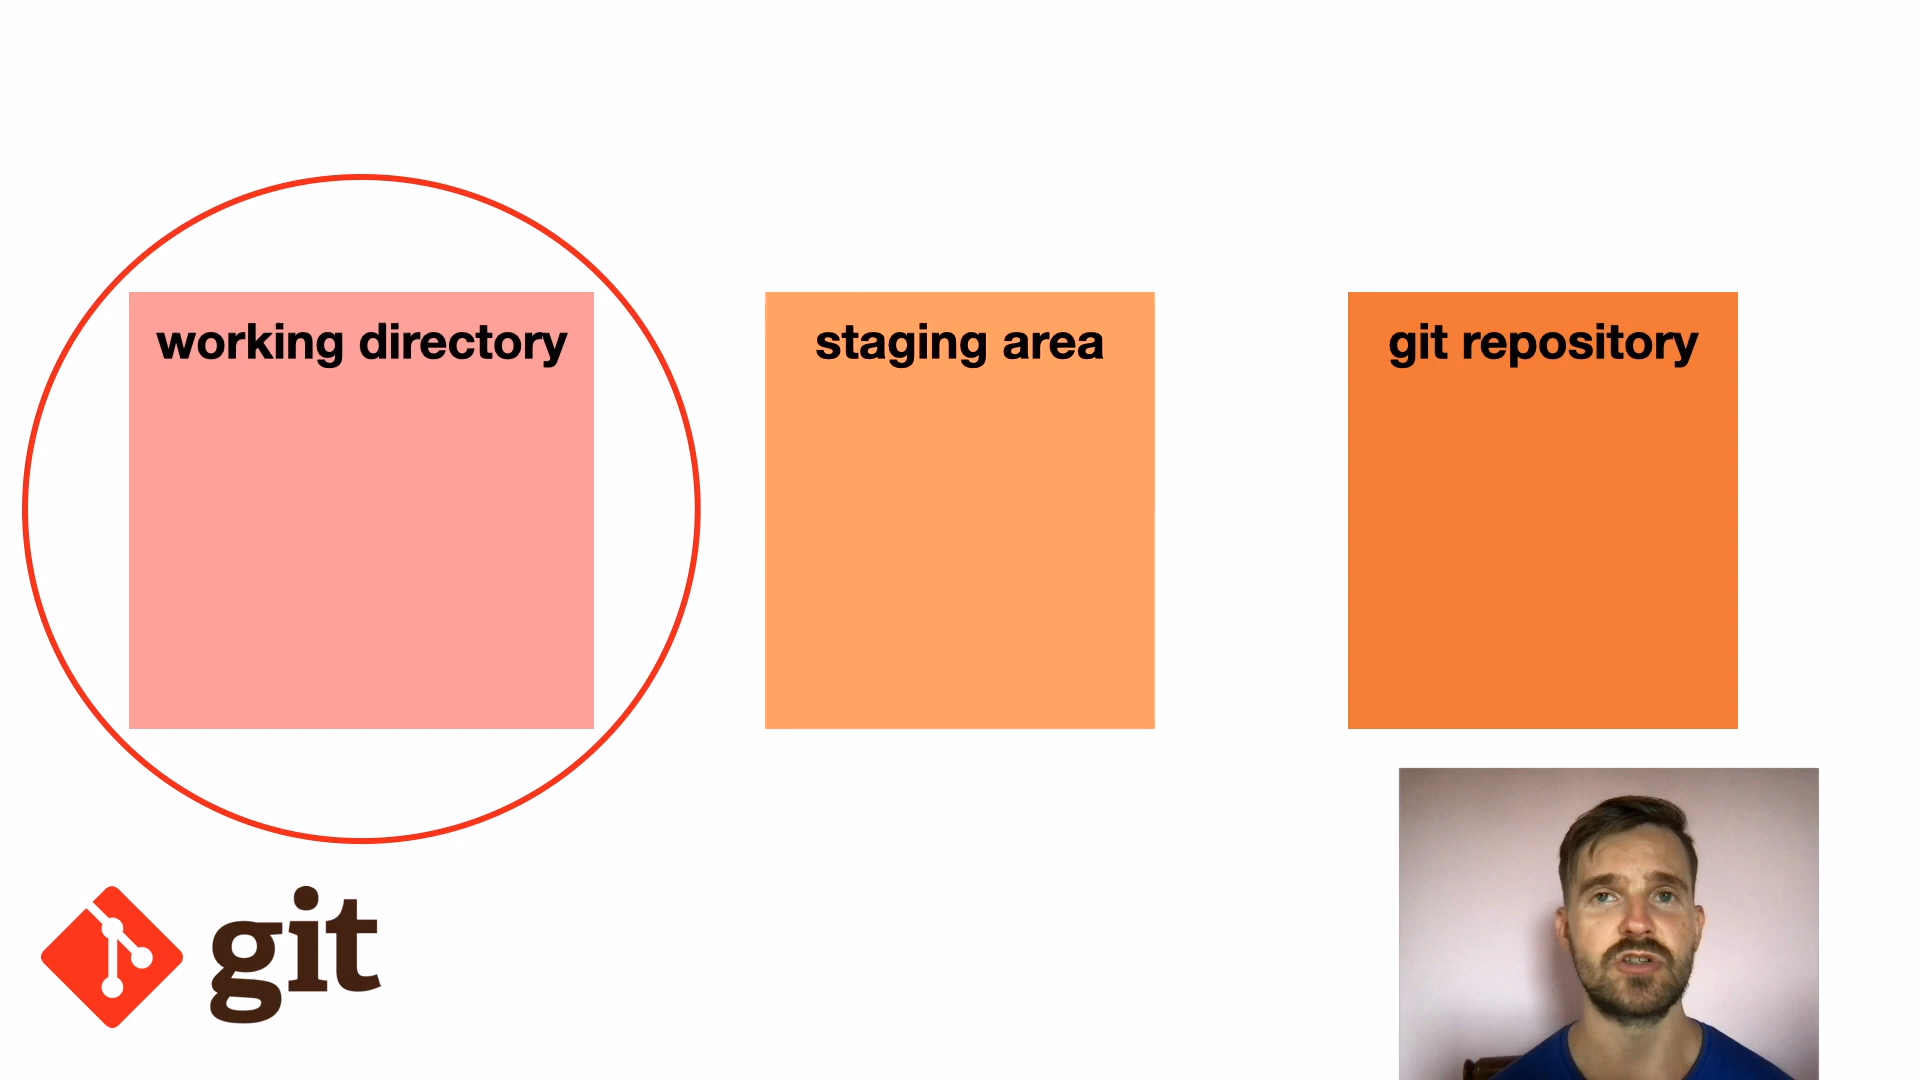 working directory
staging area
git repository
git